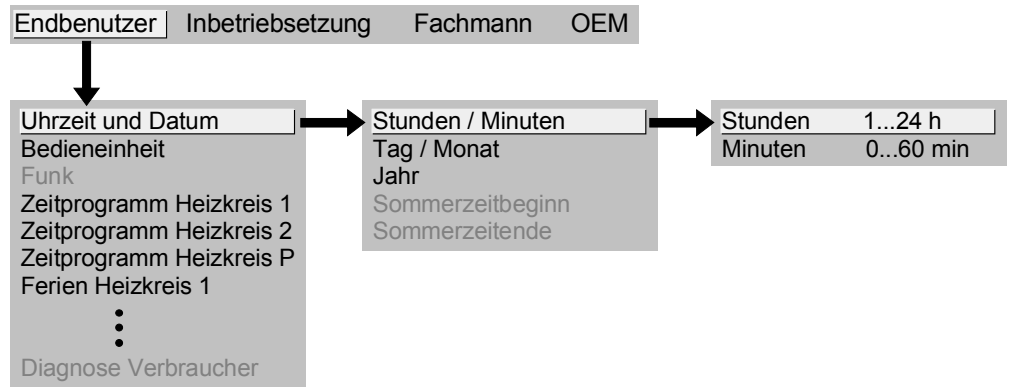 Endbenutzer Inbetriebsetzung Fachmann OEM
Uhrzeit und Datum
Bedieneinheit
Funk
Zeitprogramm Heizkreis 1
Zeitprogramm Heizkreis 2
Zeitprogramm Heizkreis P
Ferien Heizkreis 1
Diagnose Verbraucher
Stunden / Minuten
Tag / Monat
Jahr
Sommerzeitbeginn
Sommerzeitende
Stunden 1...24 h
Minuten 0...60 min